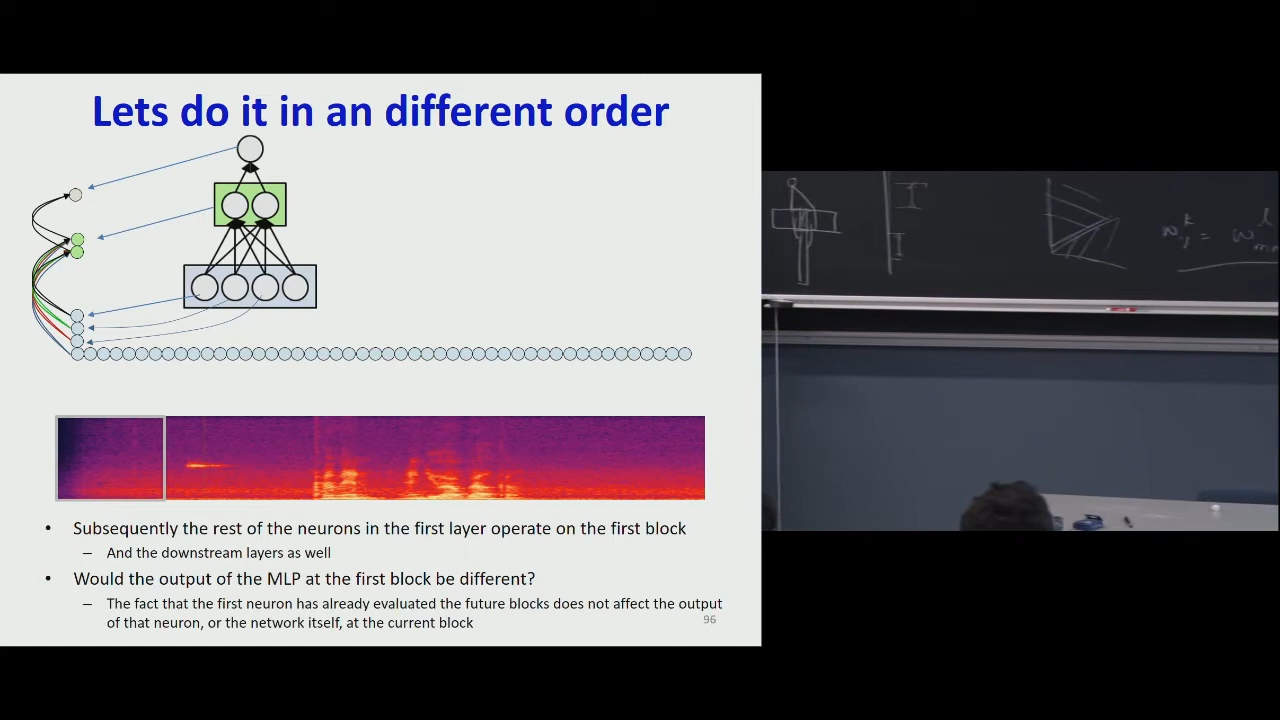 Lets do it in an different order
• Subsequently the rest of the neurons in the first layer operate on the first block
– And the downstream layers as well
• Would the output of the MLP at the first block be different?
– The fact that the first neuron has already evaluated the future blocks does not affect the output
of that neuron, or the network itself, at the current block
96